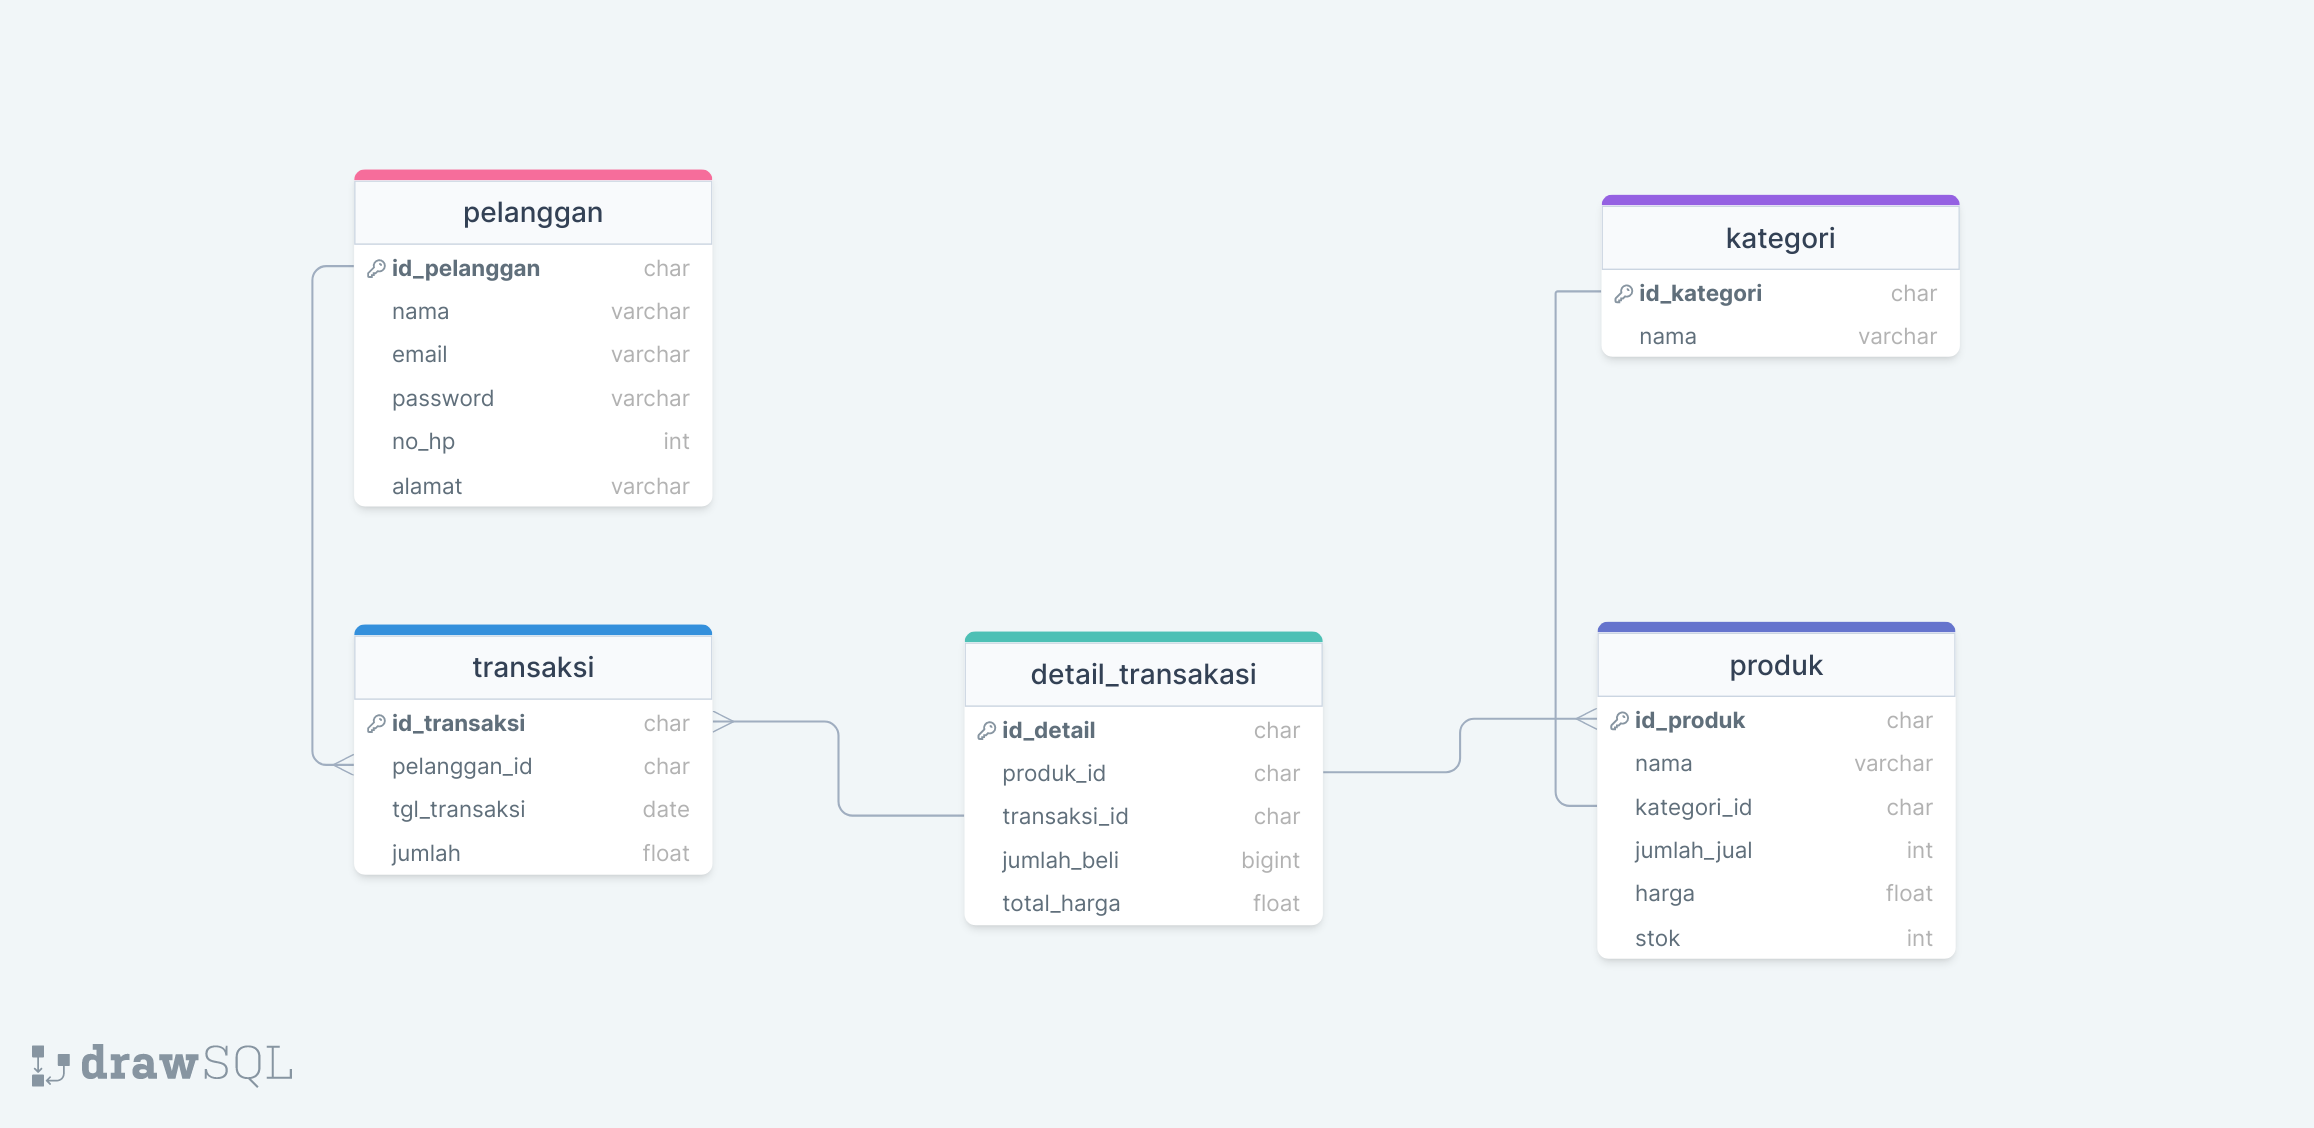 pelanggan
id_pelanggan char
nama varchar
email varchar
password varchar
no_hp int
alamat varchar
kategori
id_kategori char
nama varchar
transaksi
id_transaksi char
pelanggan_id char
tgl_transaksi date
jumlah float
detail_transakasi
id_detail char
produk_id char
transaksi_id char
jumlah_beli bigint
total_harga float
produk
id_produk char
nama varchar
kategori_id char
jumlah_jual int
harga float
stok int
drawSQL